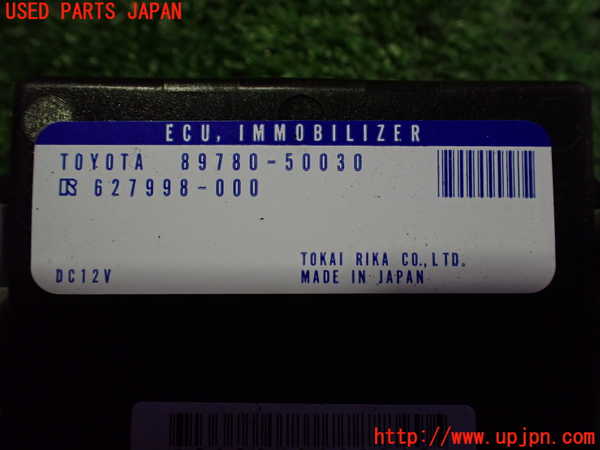 USED PARTS JAPAN
ECU, IMMOBILIZER
TOYOTA 89780-50030
R 627998-000
DC12V
TOKAI RIKA CO.,LTD.
MADE IN JAPAN
http://www.upjpn.com